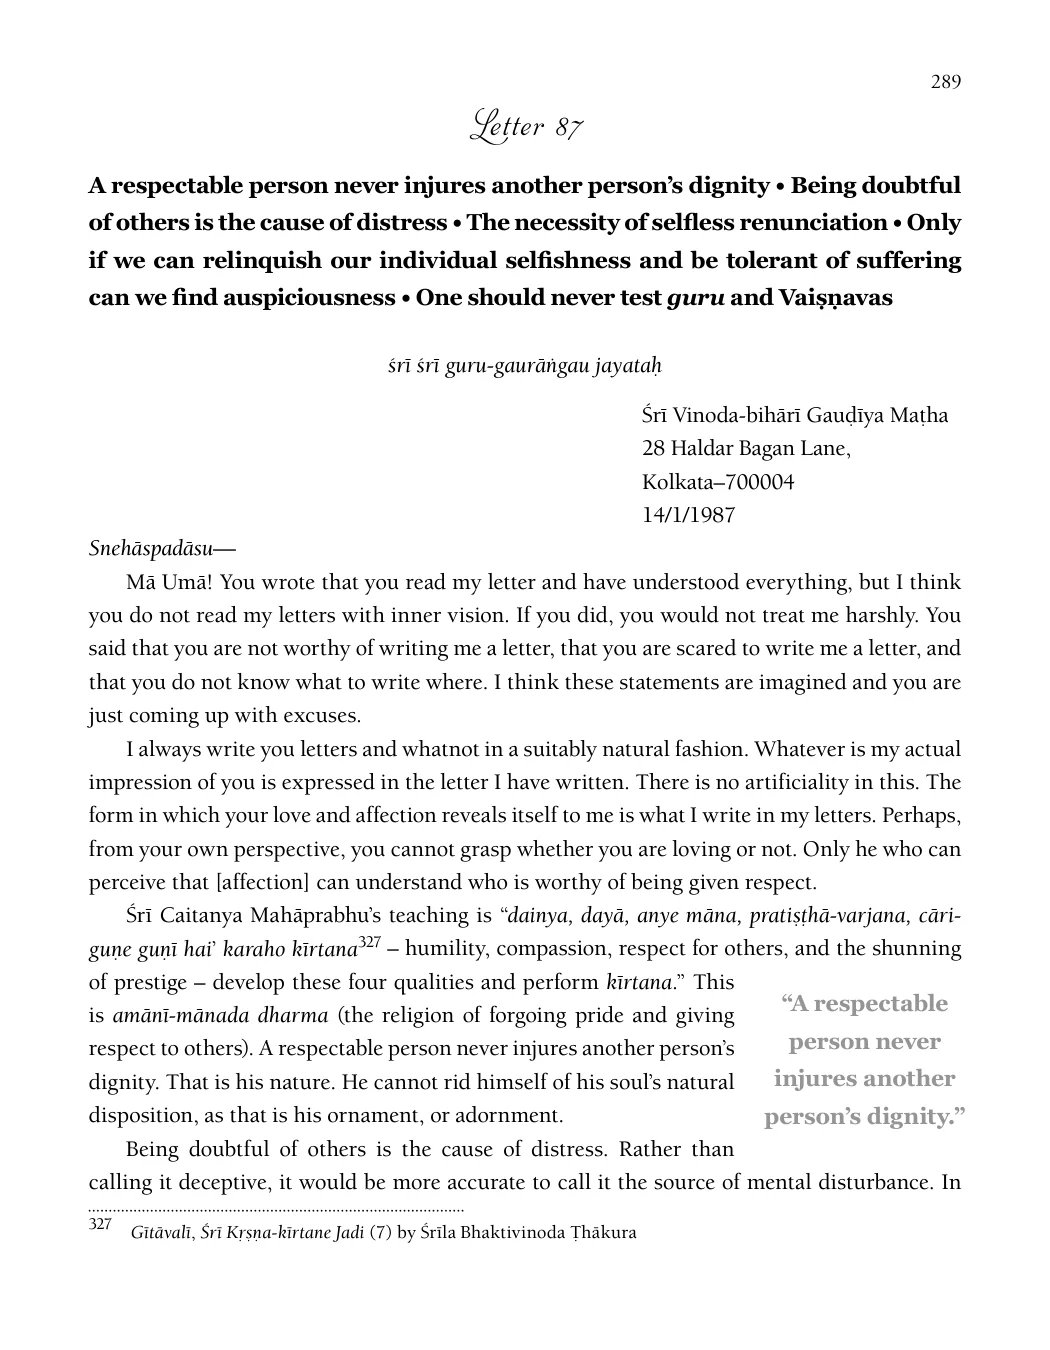 289
Letter 87
A respectable person never injures another person’s dignity • Being doubtful
of others is the cause of distress • The necessity of selfless renunciation • Only
if we can relinquish our individual selfishness and be tolerant of suffering
can we find auspiciousness • One should never test guru and Vaiṣṇavas
śrī śrī guru-gaurāṅgau jayataḥ
Śrī Vinoda-bihārī Gauḍīya Maṭha
28 Haldar Bagan Lane,
Kolkata–700004
14/1/1987
Snehāspadāsu—
Mā Umā! You wrote that you read my letter and have understood everything, but I think
you do not read my letters with inner vision. If you did, you would not treat me harshly. You
said that you are not worthy of writing me a letter, that you are scared to write me a letter, and
that you do not know what to write where. I think these statements are imagined and you are
just coming up with excuses.
I always write you letters and whatnot in a suitably natural fashion. Whatever is my actual
impression of you is expressed in the letter I have written. There is no artificiality in this. The
form in which your love and affection reveals itself to me is what I write in my letters. Perhaps,
from your own perspective, you cannot grasp whether you are loving or not. Only he who can
perceive that [affection] can understand who is worthy of being given respect.
Śrī Caitanya Mahāprabhu’s teaching is “dainya, dayā, anye māna, pratiṣṭhā-varjana, cāri-
guṇe guṇī hai’ karaho kīrtana327 – humility, compassion, respect for others, and the shunning
of prestige – develop these four qualities and perform kīrtana.” This
is amānī-mānada dharma (the religion of forgoing pride and giving
respect to others). A respectable person never injures another person’s
dignity. That is his nature. He cannot rid himself of his soul’s natural
disposition, as that is his ornament, or adornment.
“A respectable
person never
injures another
person’s dignity.”
Being doubtful of others is the cause of distress. Rather than
calling it deceptive, it would be more accurate to call it the source of mental disturbance. In
327 Gītāvalī, Śrī Kṛṣṇa-kīrtane Jadi (7) by Śrīla Bhaktivinoda Ṭhākura